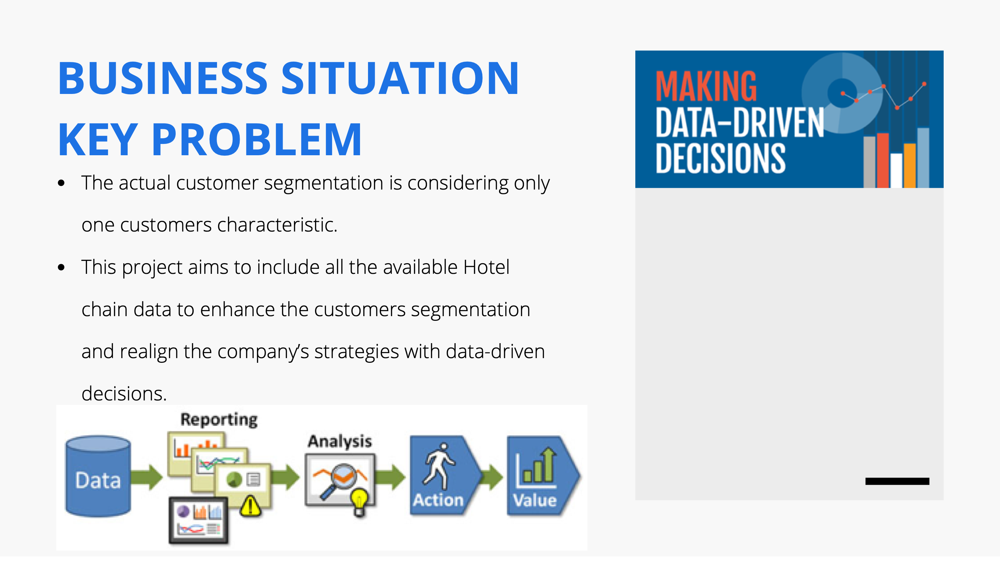 BUSINESS SITUATION
KEY PROBLEM
• The actual customer segmentation is considering only
one customers characteristic.
• This project aims to include all the available Hotel
chain data to enhance the customers segmentation
and realign the company’s strategies with data-driven
decisions.
Data
Reporting
Analysis
Action
Value
MAKING
DATA-DRIVEN
DECISIONS